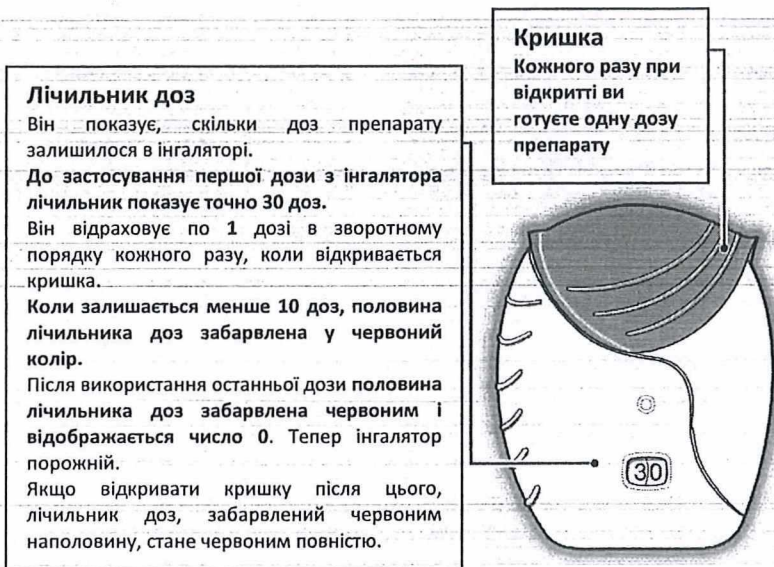 Кришка
Кожного разу при
відкритті ви
готуєте одну дозу
препарату
Лічильник доз
Він показує, скільки доз препарату
залишилося в інгаляторі.
До застосування першої дози з інгалятора
лічильник показує точно 30 доз.
Він відраховує по 1 дозі в зворотному
порядку кожного разу, коли відкривається
кришка.
Коли залишається менше 10 доз, половина
лічильника доз забарвлена у червоний
колір.
Після використання останньої дози половина
лічильника доз забарвлена червоним і
відображається число 0. Тепер інгалятор
порожній.
Якщо відкривати кришку після цього,
лічильник доз, забарвлений червоним
наполовину, стане червоним повністю.
30